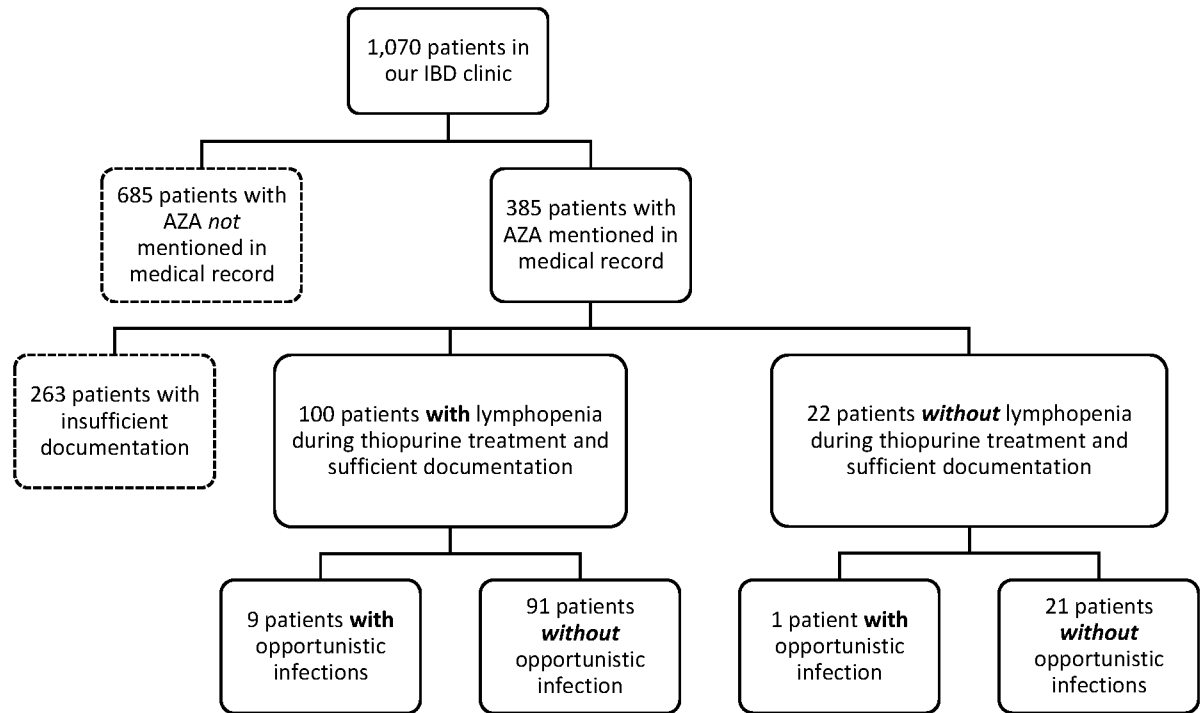 1,070 patients in
our IBD clinic
685 patients with
AZA not
mentioned in
medical record
385 patients with
AZA mentioned in
medical record
263 patients with
insufficient
documentation
100 patients with lymphopenia
during thiopurine treatment and
sufficient documentation
22 patients without lymphopenia
during thiopurine treatment and
sufficient documentation
9 patients with
opportunistic
infections
91 patients
without
opportunistic
infection
1 patient with
opportunistic
infection
21 patients
without
opportunistic
infections